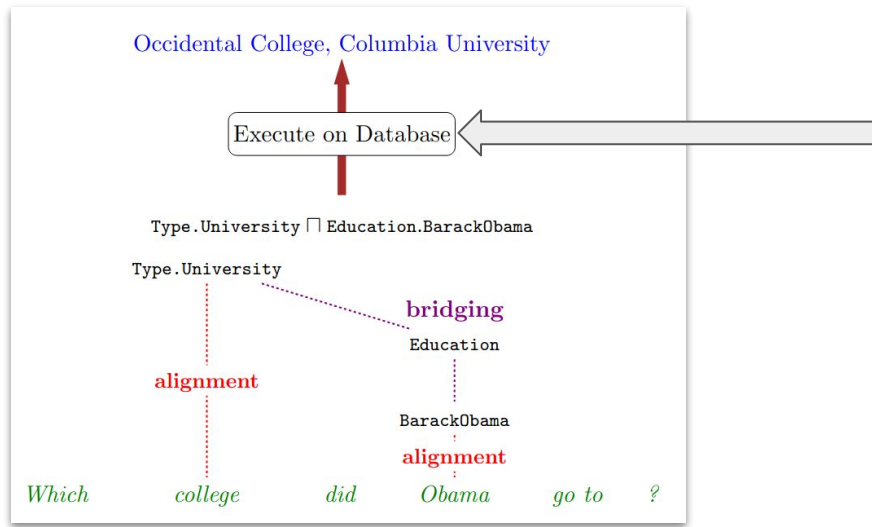 Occidental College, Columbia University
Execute on Database
Type.University ⊓ Education.BarackObama
Type.University
bridging
Education
alignment
BarackObama
alignment
Which college did Obama go to ?